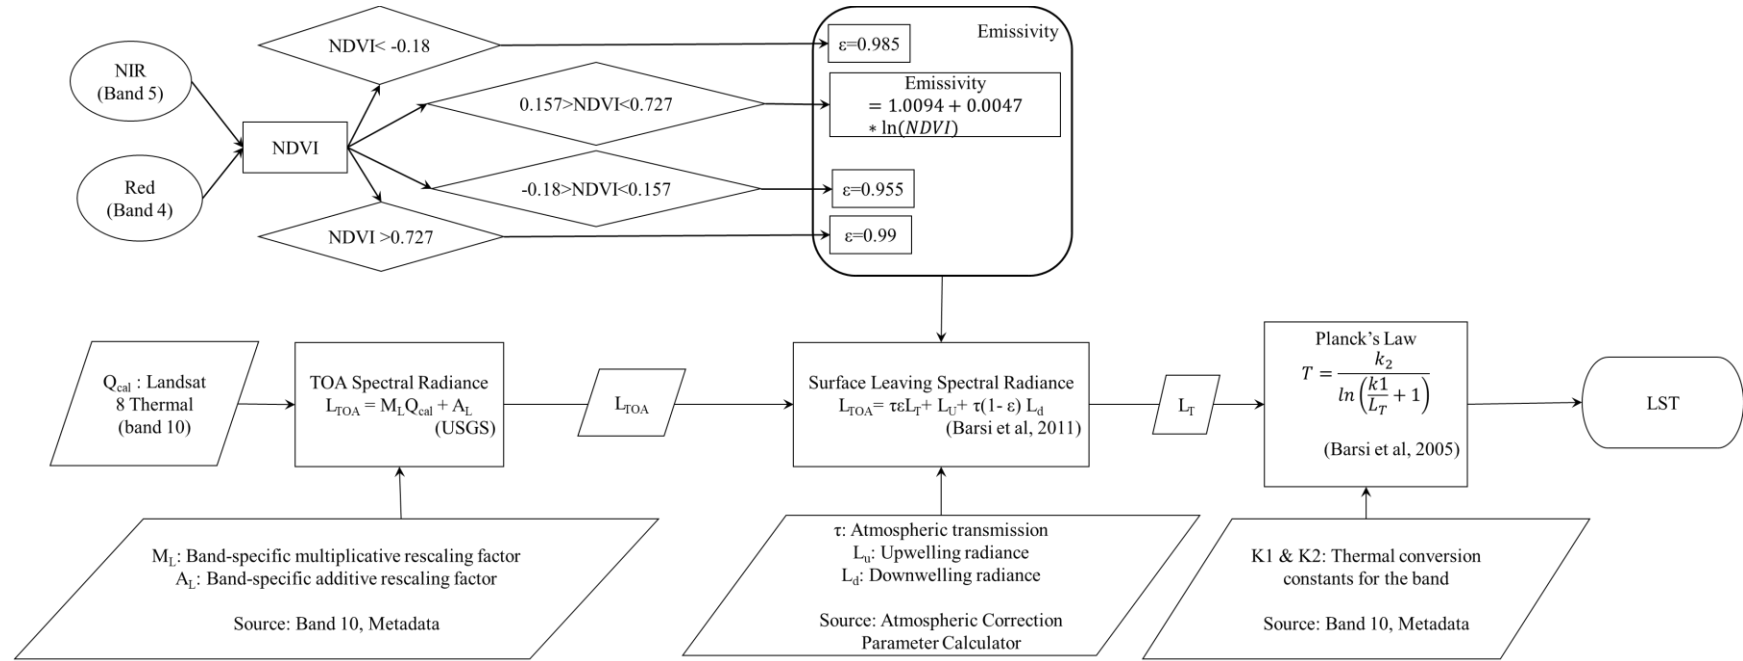 NDVI< -0.18
ε=0.985
Emissivity
NIR
(Band 5)
0.157>NDVI<0.727
Emissivity
= 1.0094 + 0.0047
∗ ln(NDVI)
NDVI
Red
(Band 4)
-0.18>NDVI<0.157
ε=0.955
NDVI >0.727
ε=0.99
Qcal : Landsat
8 Thermal
(band 10)
TOA Spectral Radiance
LTOA = MLQcal + AL
(USGS)
LTOA
Surface Leaving Spectral Radiance
LTOA= τεLT+ LU+ τ(1- ε) Ld
(Barsi et al, 2011)
LT
Planck's Law
T = k2 / ln(k1/LT + 1)
(Barsi et al, 2005)
LST
ML: Band-specific multiplicative rescaling factor
AL: Band-specific additive rescaling factor
Source: Band 10, Metadata
τ: Atmospheric transmission
Lu: Upwelling radiance
Ld: Downwelling radiance
Source: Atmospheric Correction
Parameter Calculator
K1 & K2: Thermal conversion
constants for the band
Source: Band 10, Metadata